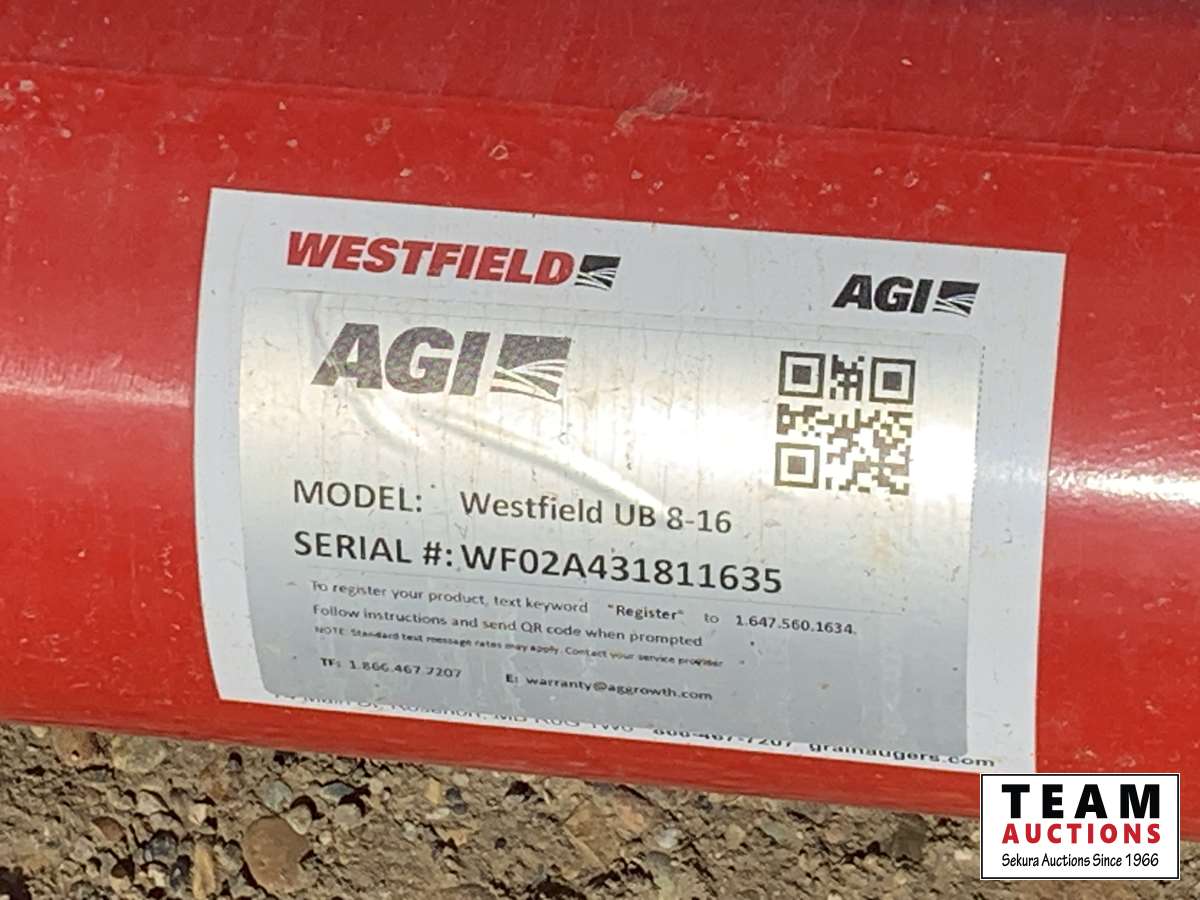 WESTFIELD
AGI
AGI
MODEL: Westfield UB 8-16
SERIAL #: WF02A431811635
To register your product, text keyword "Register" to 1.647.560.1634.
Follow instructions and send QR code when prompted
NOTE: Standard text message rates may apply. Contact your service provider
TF: 1.866.467.7207 E: warranty@aggrowth.com
grainaugers.com
TEAM
AUCTIONS
Sekura Auctions Since 1966